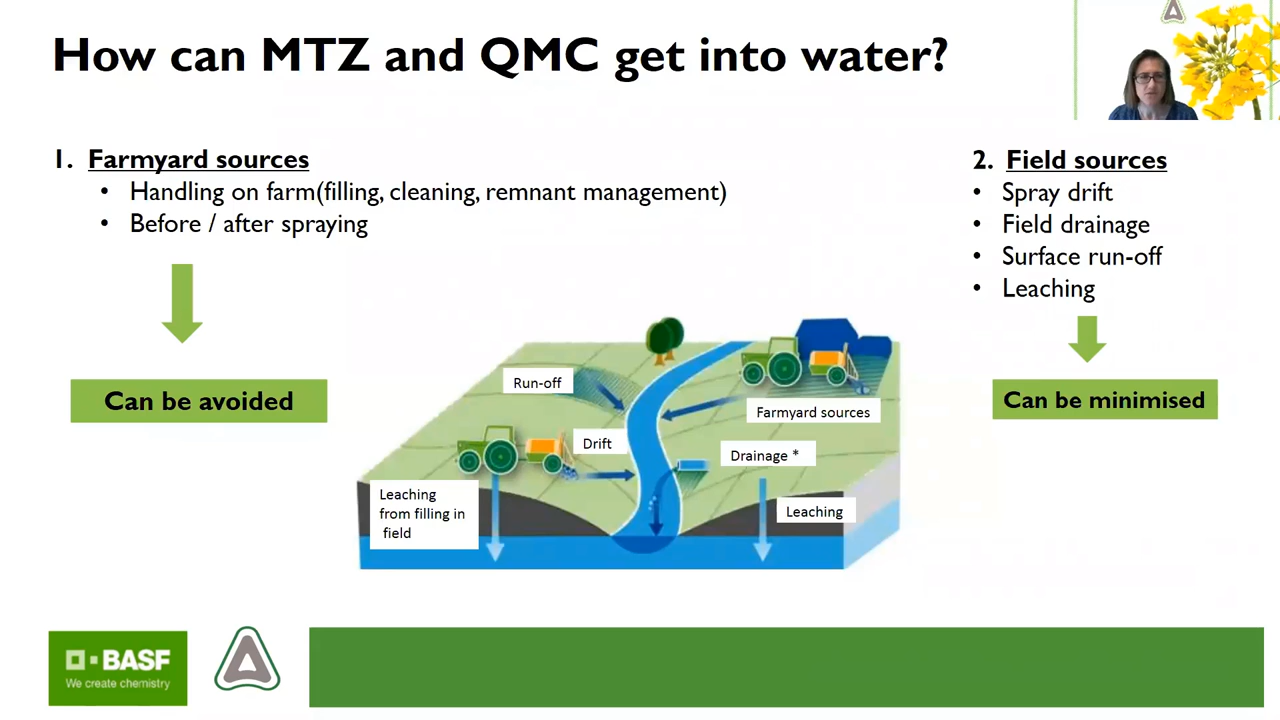 How can MTZ and QMC get into water?
1. Farmyard sources
• Handling on farm(filling, cleaning, remnant management)
• Before / after spraying
Can be avoided
2. Field sources
• Spray drift
• Field drainage
• Surface run-off
• Leaching
Can be minimised
Run-off
Farmyard sources
Drift
Drainage *
Leaching
from filling in
field
Leaching
BASF
We create chemistry